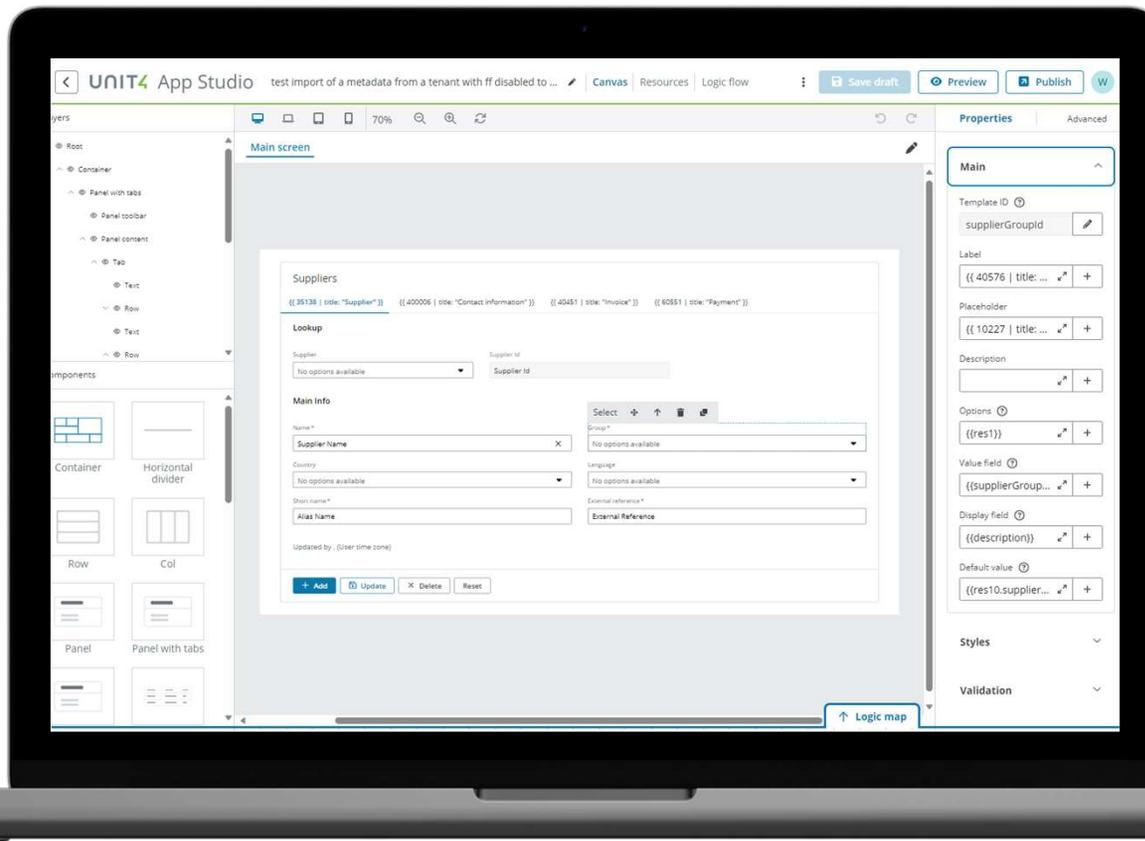 UNIT4 App Studio
test import of a metadata from a tenant with ff disabled to ...
Canvas
Resources
Logic flow
Save draft
Preview
Publish
W
yers
70%
Properties
Advanced
Root
Container
Panel with tabs
Panel toolbar
Panel content
Tab
Text
Row
Text
Row
Main screen
Main
Template ID
supplierGroupId
Label
{{ 40576 | title: ...
Placeholder
{{ 10227 | title: ...
Description
Options
{{res1}}
Value field
{{supplierGroup...
Display field
{{description}}
Default value
{{res10.supplier...
Styles
Validation
Suppliers
{{ 35138 | title: "Supplier" }}
{{ 400006 | title: "Contact information" }}
{{ 40451 | title: "Invoice" }}
{{ 60551 | title: "Payment" }}
Lookup
Supplier
No options available
Supplier Id
Supplier Id
Main Info
Select
Name *
Supplier Name
Group *
No options available
Country
No options available
Language
No options available
Short name *
Alias Name
External reference *
External Reference
Updated by , (User time zone)
Add
Update
Delete
Reset
omponents
Container
Horizontal
divider
Row
Col
Panel
Panel with tabs
Logic map